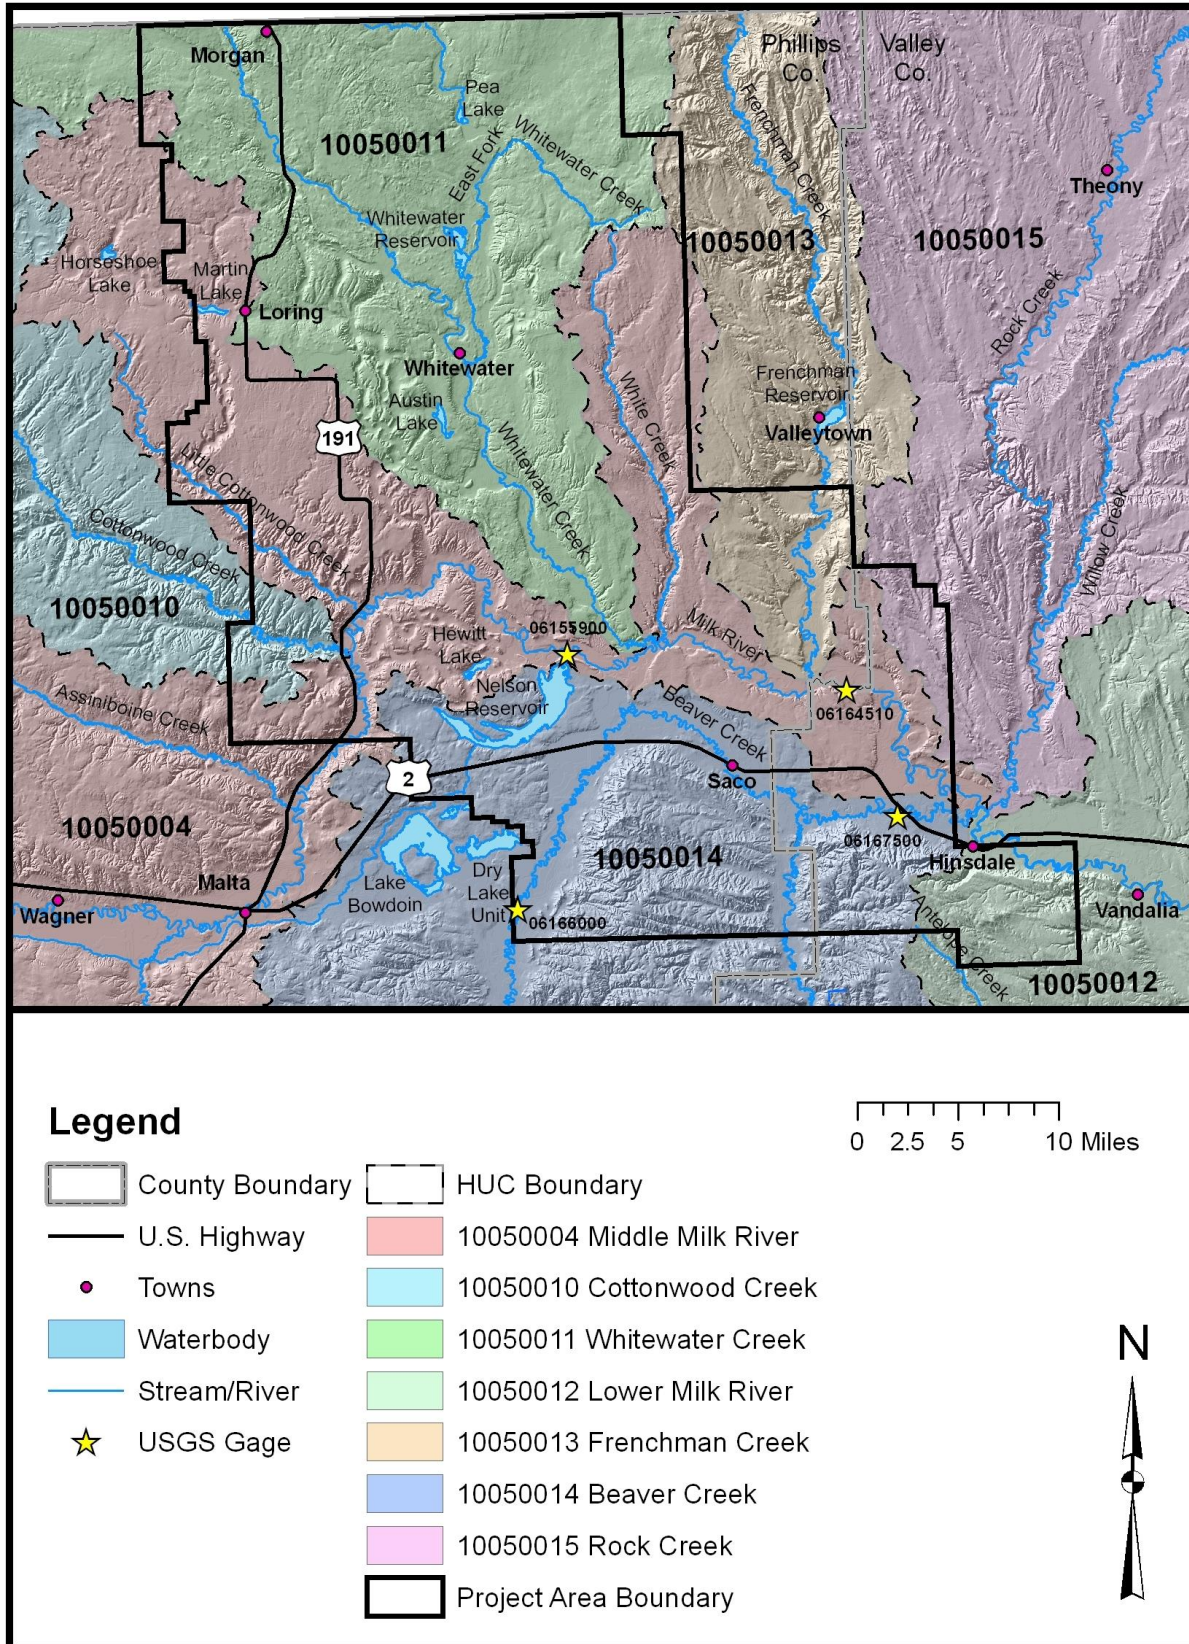 Morgan
Phillips
Co.
Valley
Co.
Pea
Lake
10050011
East Fork
Whitewater Creek
Frenchman Creek
Theony
Whitewater
Reservoir
10050013
10050015
Horseshoe
Lake
Martin
Lake
Loring
Rock Creek
Whitewater
Frenchman
Reservoir
White Creek
Austin
Lake
191
Valleytown
Whitewater Creek
Little Cottonwood Creek
Cottonwood Creek
Willow Creek
10050010
06155900
Hewitt
Lake
Milk River
Nelson
Reservoir
Assiniboine Creek
Beaver Creek
06164510
2
Saco
10050004
10050014
06167500
Hinsdale
Malta
Lake
Bowdoin
Dry
Lake
Unit
Wagner
06166000
Vandalia
Antelope Creek
10050012
Legend
0 2.5 5 10 Miles
County Boundary
HUC Boundary
U.S. Highway
10050004 Middle Milk River
Towns
10050010 Cottonwood Creek
Waterbody
10050011 Whitewater Creek
Stream/River
10050012 Lower Milk River
USGS Gage
10050013 Frenchman Creek
10050014 Beaver Creek
10050015 Rock Creek
Project Area Boundary
N